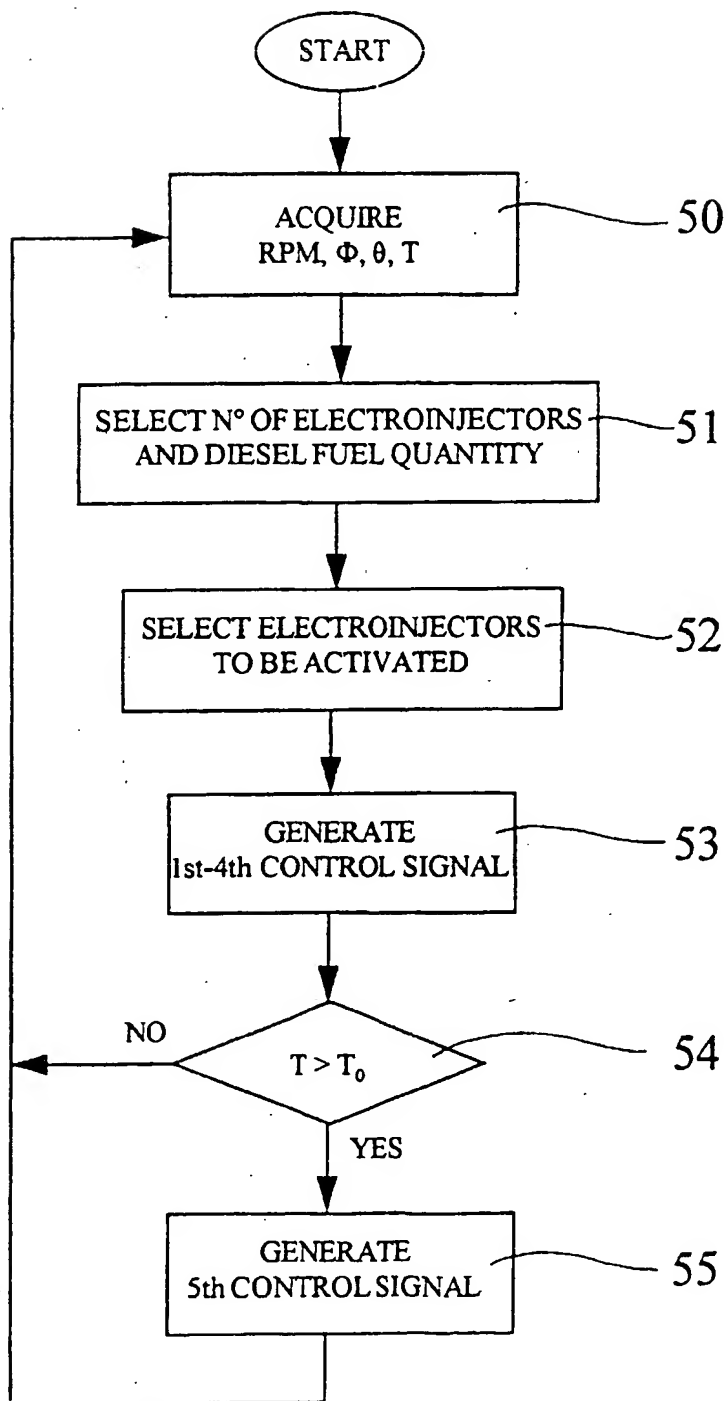 START
ACQUIRE
RPM, Φ, θ, T
50
SELECT N° OF ELECTROINJECTORS
AND DIESEL FUEL QUANTITY
51
SELECT ELECTROINJECTORS
TO BE ACTIVATED
52
GENERATE
1st-4th CONTROL SIGNAL
53
NO
T > T₀
54
YES
GENERATE
5th CONTROL SIGNAL
55